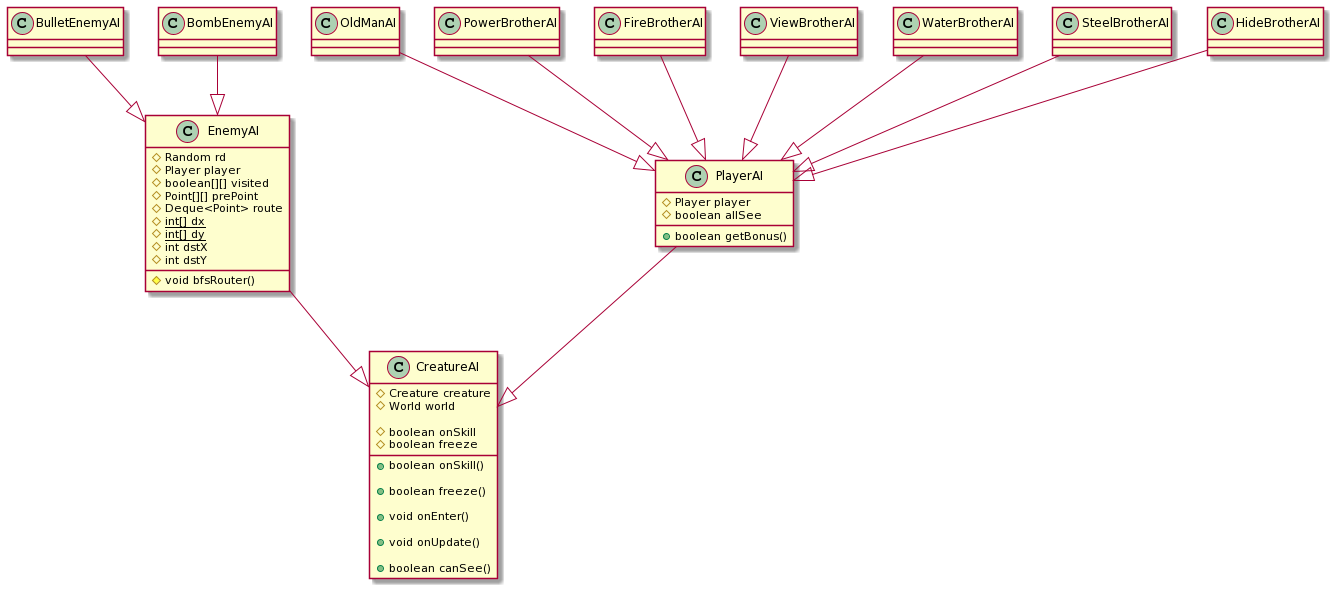 C BulletEnemyAI
C BombEnemyAI
C OldManAI
C PowerBrotherAI
C FireBrotherAI
C ViewBrotherAI
C WaterBrotherAI
C SteelBrotherAI
C HideBrotherAI
C EnemyAI
Random rd
Player player
boolean[][] visited
Point[][] prePoint
Deque<Point> route
int[] dx
int[] dy
int dstX
int dstY
void bfsRouter()
C PlayerAI
Player player
boolean allSee
boolean getBonus()
C CreatureAI
Creature creature
World world
boolean onSkill
boolean freeze
boolean onSkill()
boolean freeze()
void onEnter()
void onUpdate()
boolean canSee()